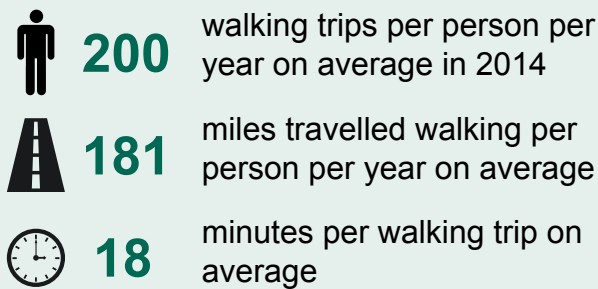 200 walking trips per person per
year on average in 2014
181 miles travelled walking per
person per year on average
18 minutes per walking trip on
average